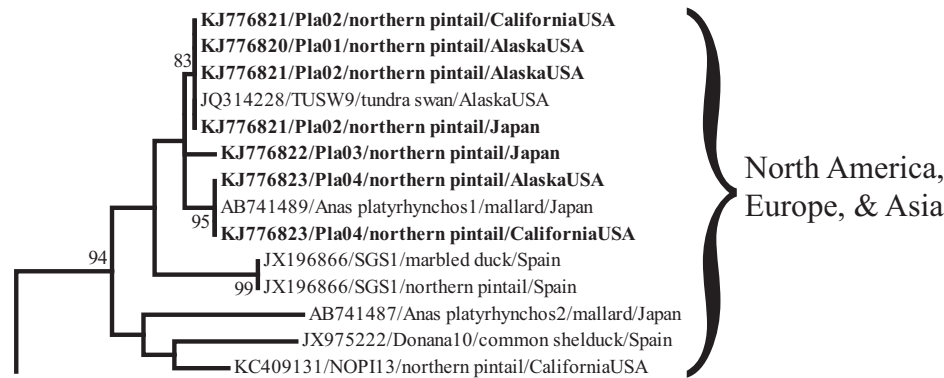 KJ776821/Pla02/northern pintail/CaliforniaUSA
KJ776820/Pla01/northern pintail/AlaskaUSA
83
KJ776821/Pla02/northern pintail/AlaskaUSA
JQ314228/TUSW9/tundra swan/AlaskaUSA
KJ776821/Pla02/northern pintail/Japan
KJ776822/Pla03/northern pintail/Japan
KJ776823/Pla04/northern pintail/AlaskaUSA
AB741489/Anas platyrhynchos1/mallard/Japan
95
KJ776823/Pla04/northern pintail/CaliforniaUSA
94
JX196866/SGS1/marbled duck/Spain
99
JX196866/SGS1/northern pintail/Spain
AB741487/Anas platyrhynchos2/mallard/Japan
JX975222/Donana10/common shelduck/Spain
KC409131/NOPI13/northern pintail/CaliforniaUSA
North America,
Europe, & Asia